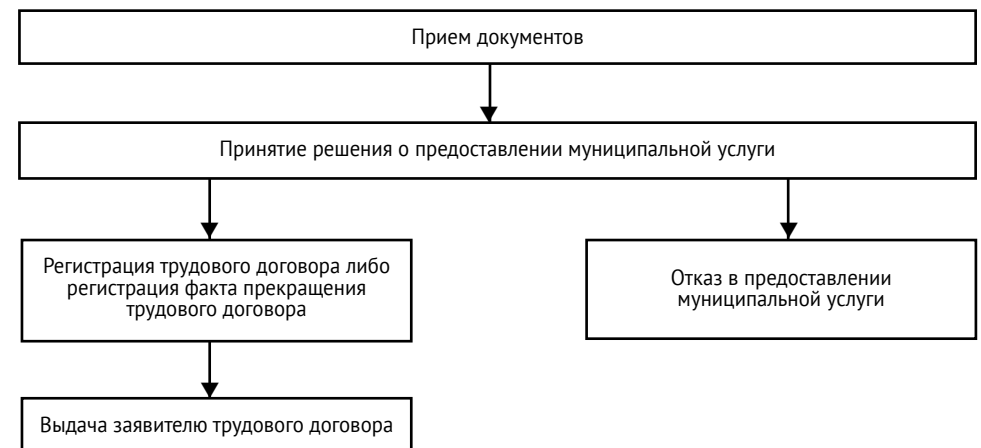 Прием документов
Принятие решения о предоставлении муниципальной услуги
Регистрация трудового договора либо
регистрация факта прекращения
трудового договора
Отказ в предоставлении
муниципальной услуги
Выдача заявителю трудового договора